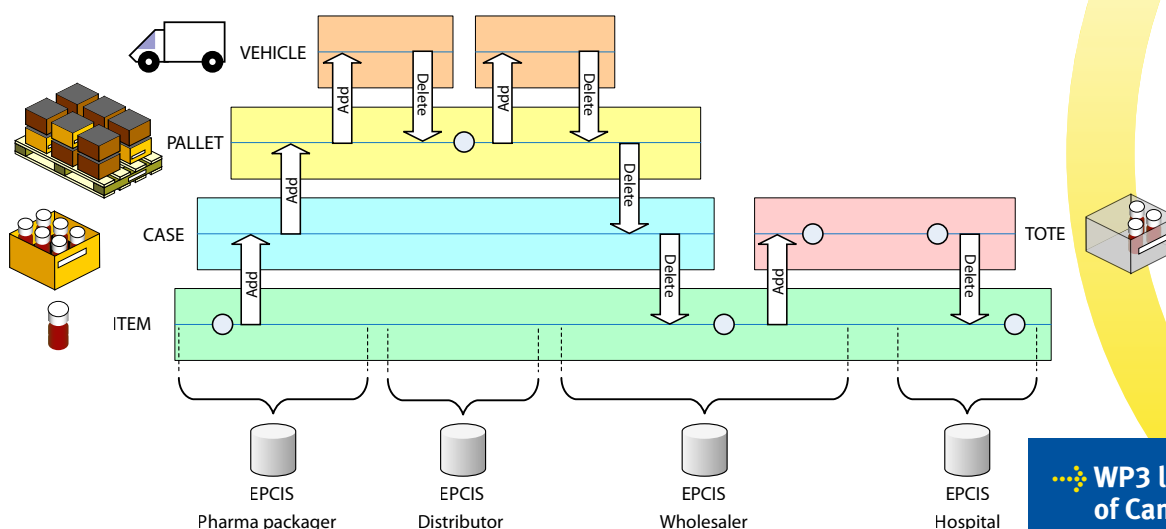 VEHICLE
Add
Delete
Add
Delete
PALLET
Add
Delete
CASE
TOTE
Add
Delete
Add
Delete
ITEM
EPCIS
Pharma packager
EPCIS
Distributor
EPCIS
Wholesaler
EPCIS
Hospital
WP3 l
of Can